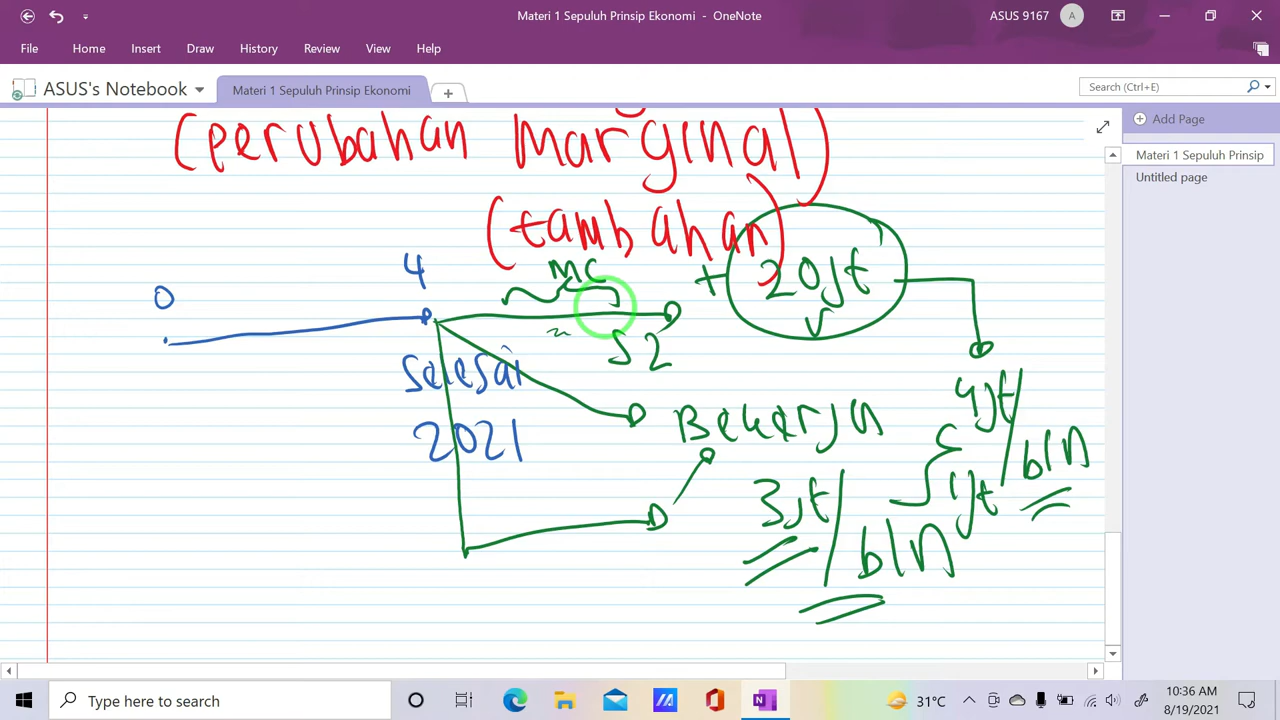 Materi 1 Sepuluh Prinsip Ekonomi - OneNote
ASUS 9167
A
File Home Insert Draw History Review View Help
ASUS's Notebook
Materi 1 Sepuluh Prinsip Ekonomi
Search (Ctrl+E)
Add Page
Materi 1 Sepuluh Prinsip
Untitled page
(perubahan Marginal)
(tambahan)
0
4
MC
+ 20jt
S2
selesai
2021
Bekerja
4jt/bln
1jt
3jt/bln
Type here to search
31°C
10:36 AM
8/19/2021